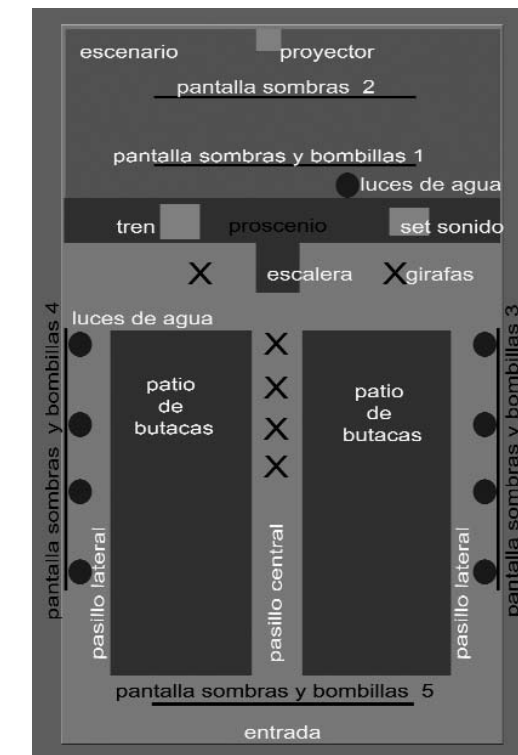 escenario
proyector
pantalla sombras 2
pantalla sombras y bombillas 1
luces de agua
tren
proscenio
set sonido
X
escalera
X girafas
luces de agua
pantalla sombras y bombillas 4
pantalla sombras y bombillas 3
X
patio
de
butacas
X
X
X
patio
de
butacas
pasillo lateral
pasillo central
pasillo lateral
pantalla sombras y bombillas 5
entrada